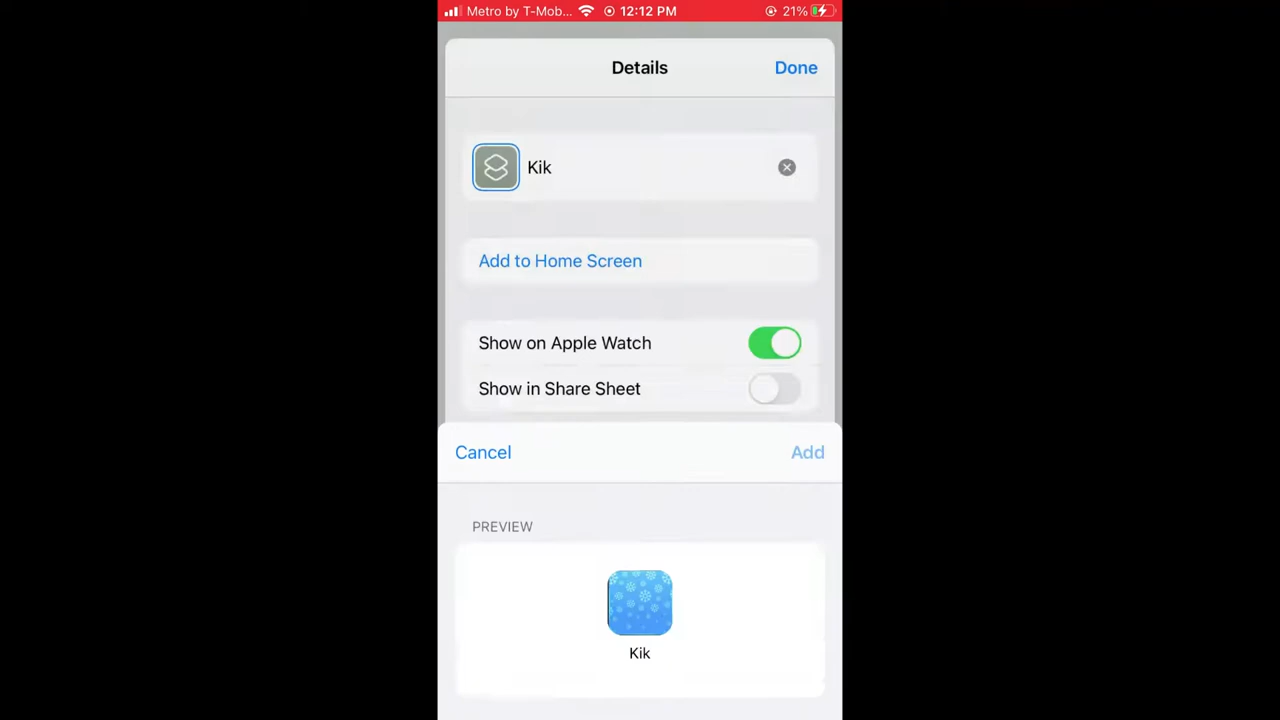 Metro by T-Mob... 12:12 PM 21%
Details Done
Kik
Add to Home Screen
Show on Apple Watch
Show in Share Sheet
Cancel Add
PREVIEW
Kik